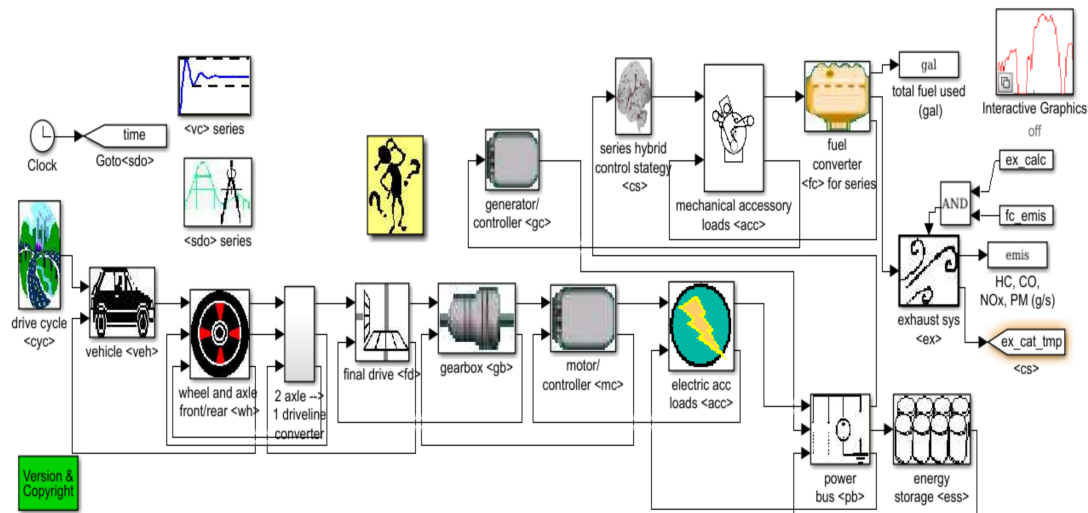 gal
total fuel used
(gal)
Interactive Graphics
off
<vc> series
time
Clock
Goto<sdo>
series hybrid
control stategy
<cs>
fuel
converter
<fc> for series
ex_calc
AND
fc_emis
mechanical accessory
loads <acc>
generator/
controller <gc>
<sdo> series
emis
HC, CO,
NOx, PM (g/s)
exhaust sys
<ex>
ex_cat_tmp
<cs>
drive cycle
<cyc>
vehicle <veh>
wheel and axle
front/rear <wh>
2 axle -->
1 driveline
converter
final drive <fd>
gearbox <gb>
motor/
controller <mc>
electric acc
loads <acc>
power
bus <pb>
energy
storage <ess>
Version &
Copyright